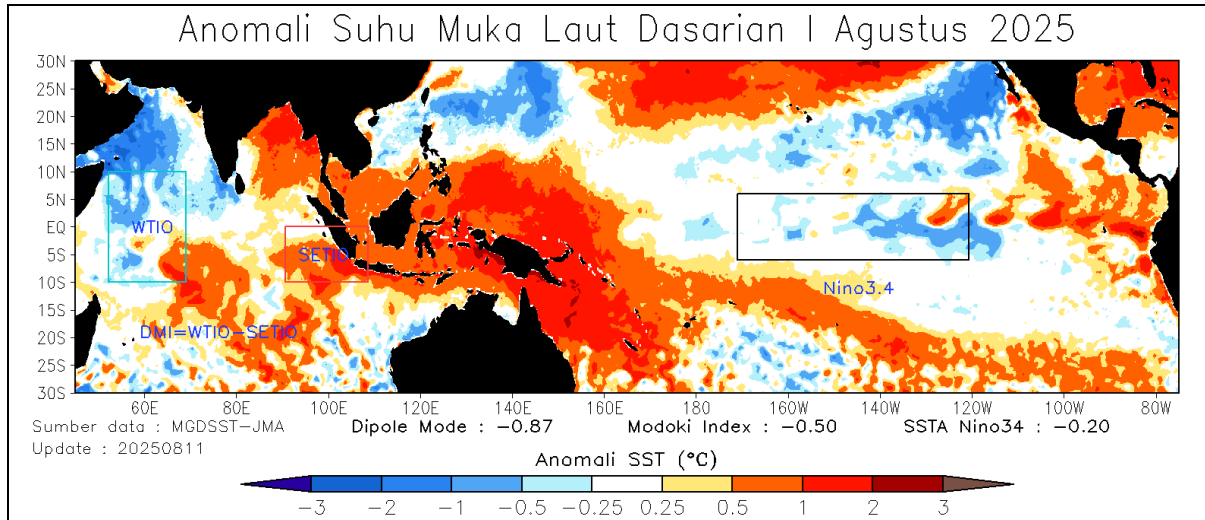 Anomali Suhu Muka Laut Dasarian I Agustus 2025
30N
25N
20N
15N
10N
5N
EQ
5S
10S
15S
20S
25S
30S
WTIO
SETIO
Nino3.4
DMI=WTIO-SETIO
60E 80E 100E 120E 140E 160E 180 160W 140W 120W 100W 80W
Sumber data : MGDSST-JMA Dipole Mode : -0.87 Modoki Index : -0.50 SSTA Nino34 : -0.20
Update : 20250811
Anomali SST (°C)
-3 -2 -1 -0.5 -0.25 0.25 0.5 1 2 3